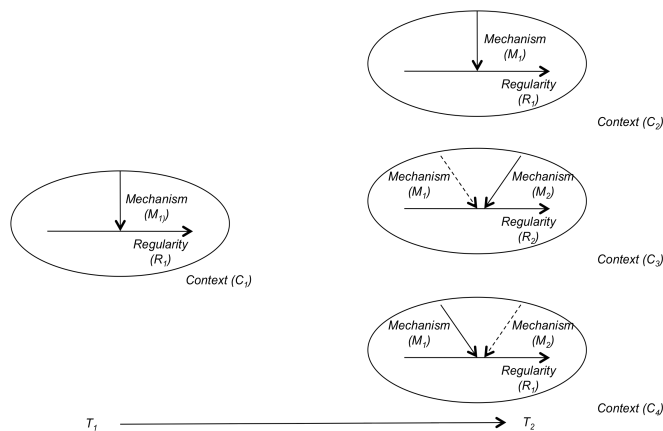 Mechanism
(M1)
Regularity
(R1)
Context (C2)
Mechanism
(M1)
Mechanism
(M2)
Regularity
(R2)
Context (C3)
Mechanism
(M1)
Regularity
(R1)
Context (C1)
Mechanism
(M1)
Mechanism
(M2)
Regularity
(R1)
Context (C4)
T1
T2